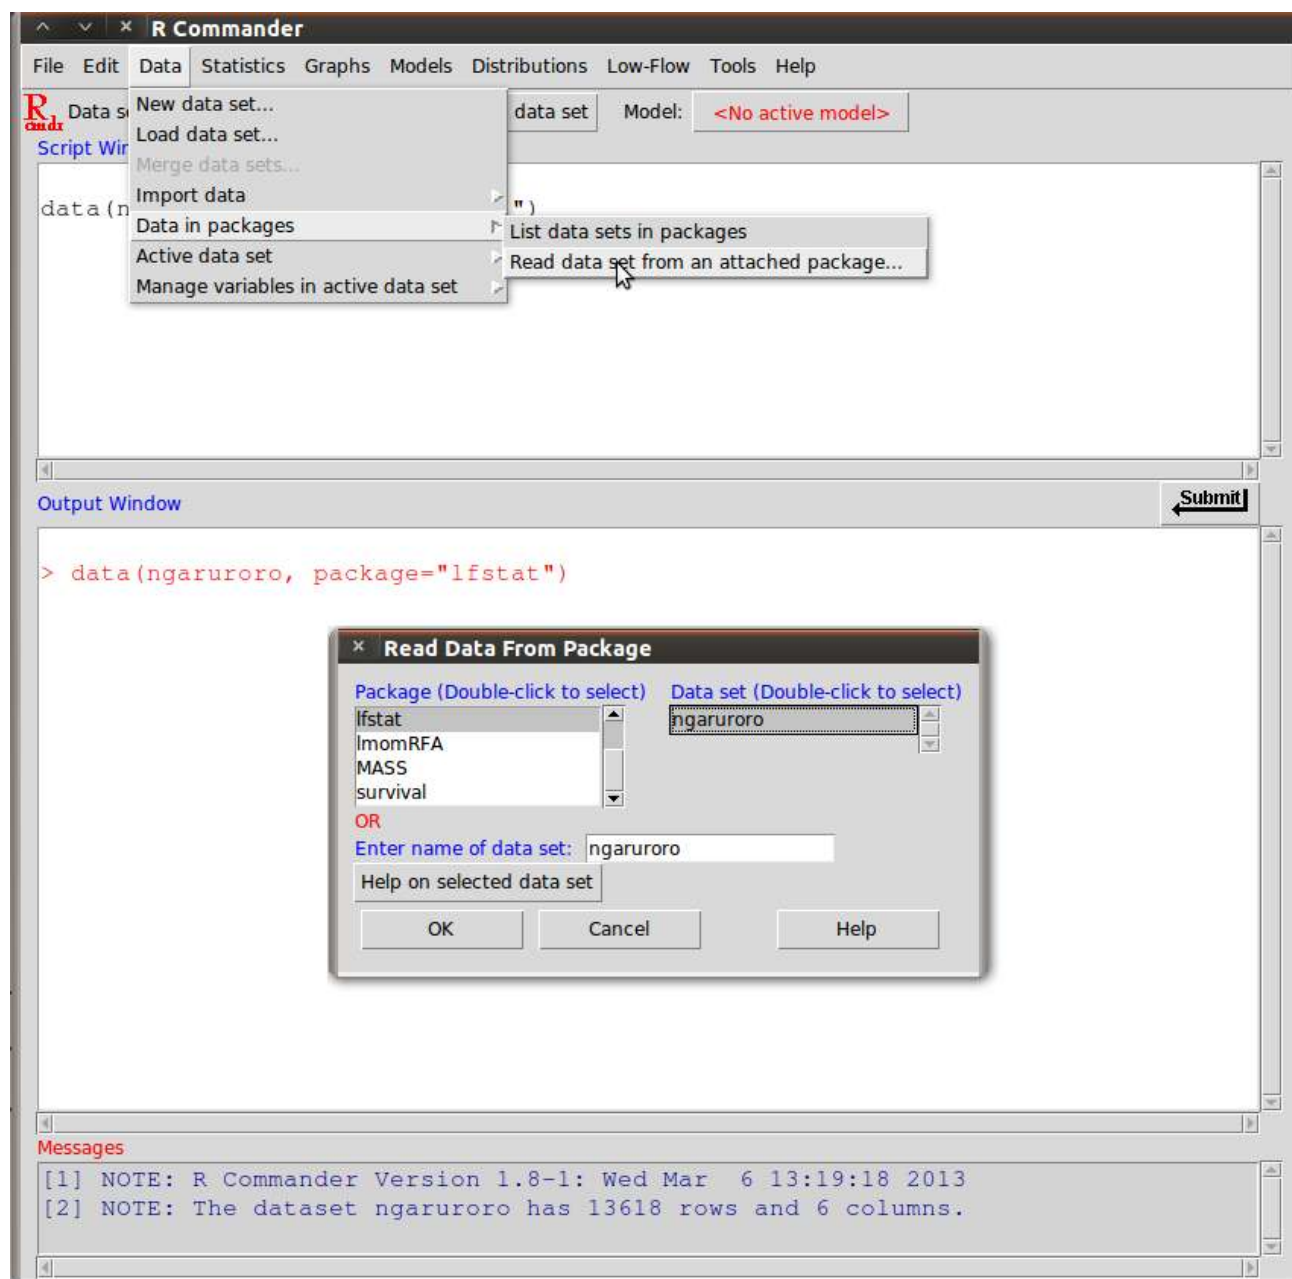 R Commander
File Edit Data Statistics Graphs Models Distributions Low-Flow Tools Help
R
cmdr
Data s
New data set...
data set
Model:
<No active model>
Load data set...
Script Wir
Merge data sets...
Import data
data(n
")
Data in packages
List data sets in packages
Active data set
Read data set from an attached package...
Manage variables in active data set
Output Window
Submit
> data(ngaruroro, package="lfstat")
Read Data From Package
Package (Double-click to select)
Data set (Double-click to select)
lfstat
ngaruroro
lmomRFA
MASS
survival
OR
Enter name of data set: ngaruroro
Help on selected data set
OK
Cancel
Help
Messages
[1] NOTE: R Commander Version 1.8-1: Wed Mar  6 13:19:18 2013
[2] NOTE: The dataset ngaruroro has 13618 rows and 6 columns.